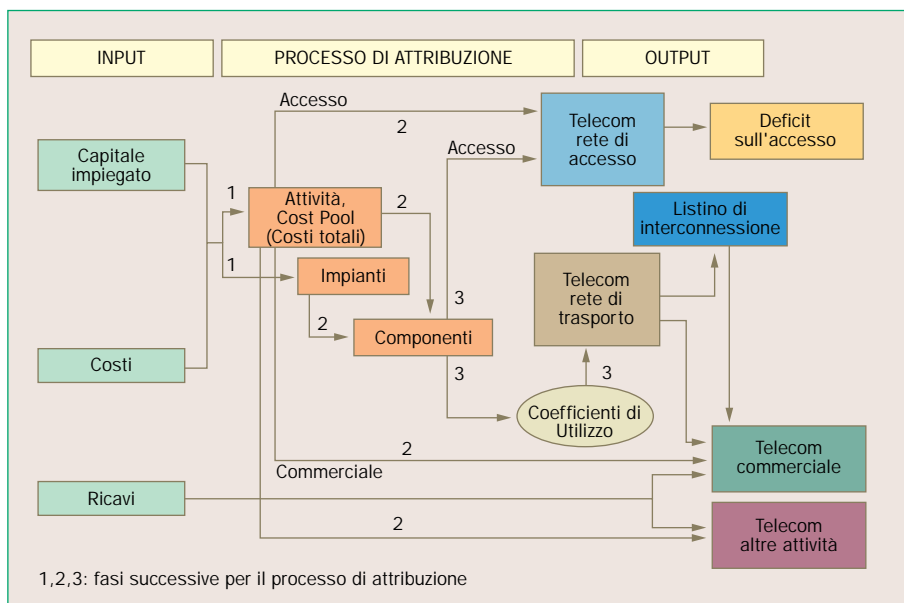 INPUT
PROCESSO DI ATTRIBUZIONE
OUTPUT
Accesso
2
Telecom
rete di
accesso
Deficit
sull'accesso
Capitale
impiegato
Accesso
1
Attività,
Cost Pool
(Costi totali)
2
Listino di
interconnessione
1
Impianti
Telecom
rete di
trasporto
2
3
Componenti
Costi
3
3
Coefficienti di
Utilizzo
2
Commerciale
Telecom
commerciale
Ricavi
2
Telecom
altre attività
1,2,3: fasi successive per il processo di attribuzione